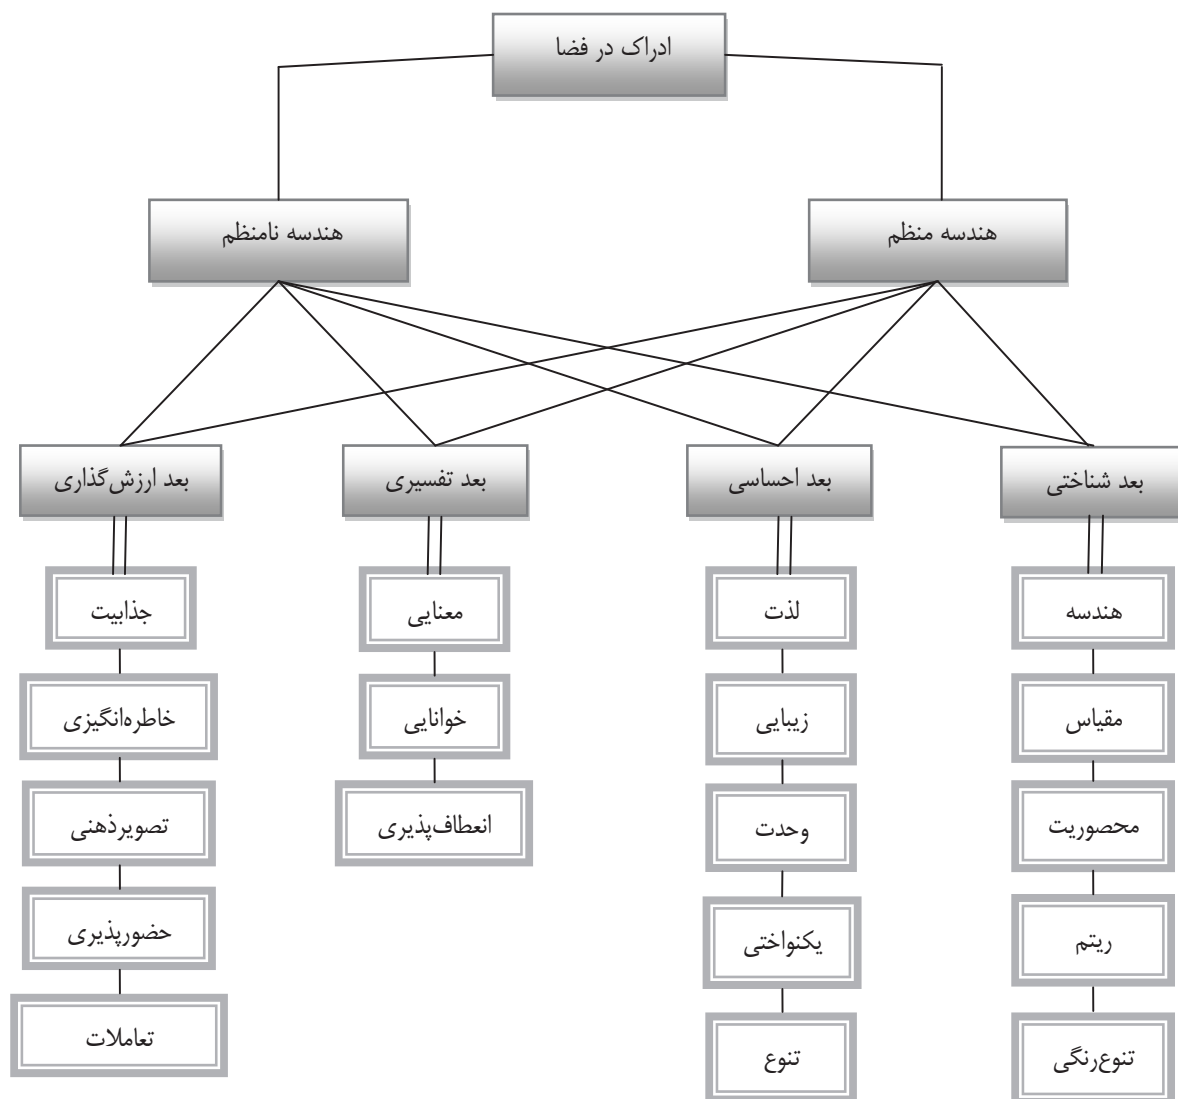 ادراک در فضا
هندسه منظم
هندسه نامنظم
بعد شناختی
بعد احساسی
بعد تفسیری
بعد ارزش‌گذاری
هندسه
لذت
معنایی
جذابیت
مقیاس
زیبایی
خوانایی
خاطره‌انگیزی
محصوریت
وحدت
انعطاف‌پذیری
تصویرذهنی
ریتم
یکنواختی
حضورپذیری
تنوع‌رنگی
تنوع
تعاملات